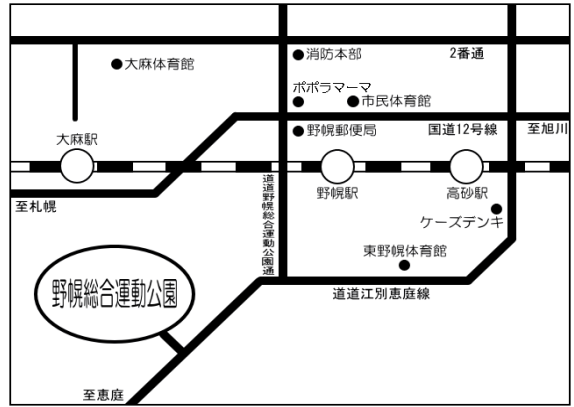 消防本部
2番通
大麻体育館
ポポラマーマ
市民体育館
野幌郵便局
国道12号線
至旭川
大麻駅
野幌駅
高砂駅
至札幌
道道野幌総合運動公園通
ケーズデンキ
東野幌体育館
野幌総合運動公園
道道江別恵庭線
至恵庭